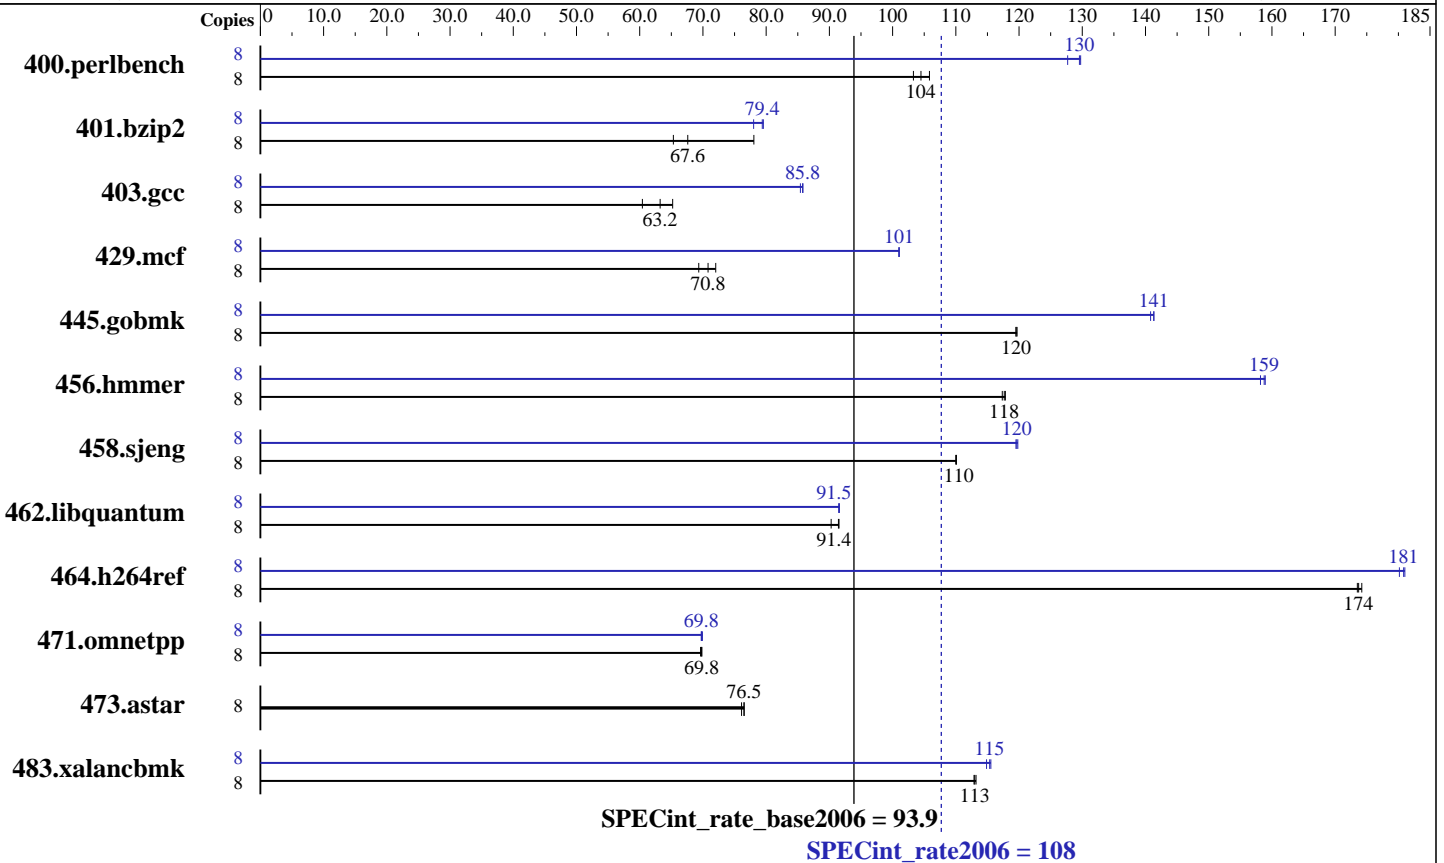 Copies 0 10.0 20.0 30.0 40.0 50.0 60.0 70.0 80.0 90.0 100 110 120 130 140 150 160 170 185
400.perlbench 8 130
8 104
401.bzip2 8 79.4
8 67.6
403.gcc 8 85.8
8 63.2
429.mcf 8 101
8 70.8
445.gobmk 8 141
8 120
456.hmmer 8 159
8 118
458.sjeng 8 120
8 110
462.libquantum 8 91.5
8 91.4
464.h264ref 8 181
8 174
471.omnetpp 8 69.8
8 69.8
473.astar 8 76.5
483.xalancbmk 8 115
8 113
SPECint_rate_base2006 = 93.9
SPECint_rate2006 = 108